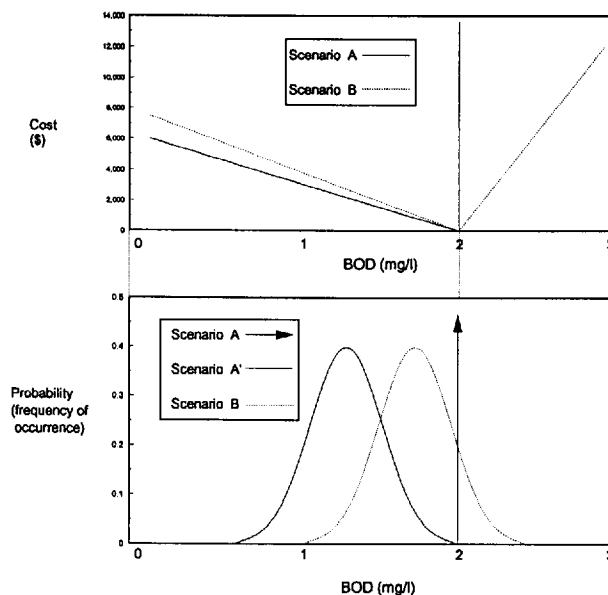 14,000
12,000
10,000
8,000
6,000
4,000
2,000
0
Cost
($)
Scenario A
Scenario B
0 1 2 3
BOD (mg/l)
0.5
0.4
0.3
0.2
0.1
0
Probability
(frequency of
occurrence)
Scenario A
Scenario A'
Scenario B
0 1 2 3
BOD (mg/l)